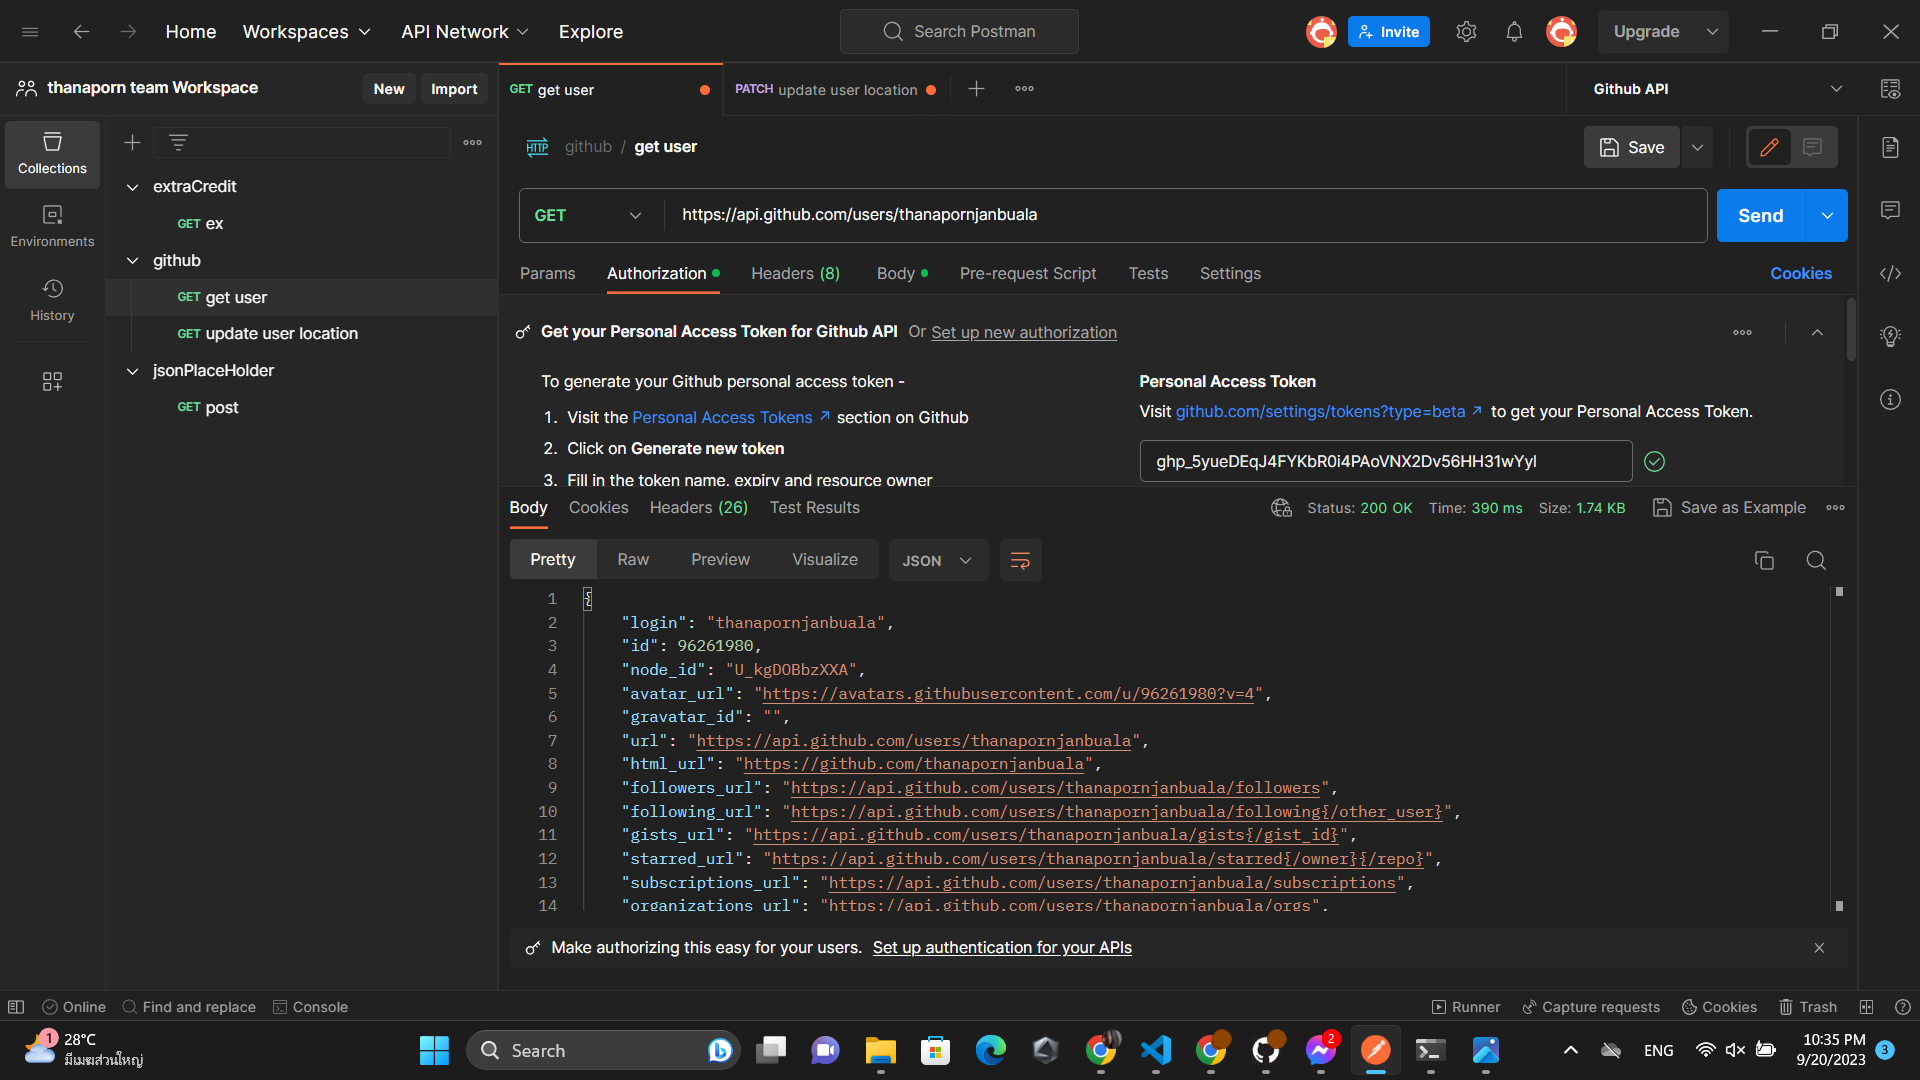 Home
Workspaces
API Network
Explore
Search Postman
Invite
Upgrade
thanaporn team Workspace
New
Import
GET get user
PATCH update user location
Github API
Collections
Environments
History
extraCredit
GET ex
github
GET get user
GET update user location
jsonPlaceHolder
GET post
HTTP github / get user
Save
GET
https://api.github.com/users/thanapornjanbuala
Send
Params
Authorization
Headers (8)
Body
Pre-request Script
Tests
Settings
Cookies
Get your Personal Access Token for Github API Or Set up new authorization
To generate your Github personal access token -
1. Visit the Personal Access Tokens ↗ section on Github
2. Click on Generate new token
3. Fill in the token name, expiry and resource owner
Personal Access Token
Visit github.com/settings/tokens?type=beta ↗ to get your Personal Access Token.
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
Body
Cookies
Headers (26)
Test Results
Status: 200 OK
Time: 390 ms
Size: 1.74 KB
Save as Example
Pretty
Raw
Preview
Visualize
JSON
1 {
2 "login": "thanapornjanbuala",
3 "id": 96261980,
4 "node_id": "U_kgDOBbzXXA",
5 "avatar_url": "https://avatars.githubusercontent.com/u/96261980?v=4",
6 "gravatar_id": "",
7 "url": "https://api.github.com/users/thanapornjanbuala",
8 "html_url": "https://github.com/thanapornjanbuala",
9 "followers_url": "https://api.github.com/users/thanapornjanbuala/followers",
10 "following_url": "https://api.github.com/users/thanapornjanbuala/following{/other_user}",
11 "gists_url": "https://api.github.com/users/thanapornjanbuala/gists{/gist_id}",
12 "starred_url": "https://api.github.com/users/thanapornjanbuala/starred{/owner}{/repo}",
13 "subscriptions_url": "https://api.github.com/users/thanapornjanbuala/subscriptions",
14 "organizations_url": "https://api.github.com/users/thanapornjanbuala/orgs",
Make authorizing this easy for your users. Set up authentication for your APIs
Online
Find and replace
Console
Runner
Capture requests
Cookies
Trash
1
28°C
มีเมฆส่วนใหญ่
Search
2
ENG
10:35 PM
9/20/2023
3